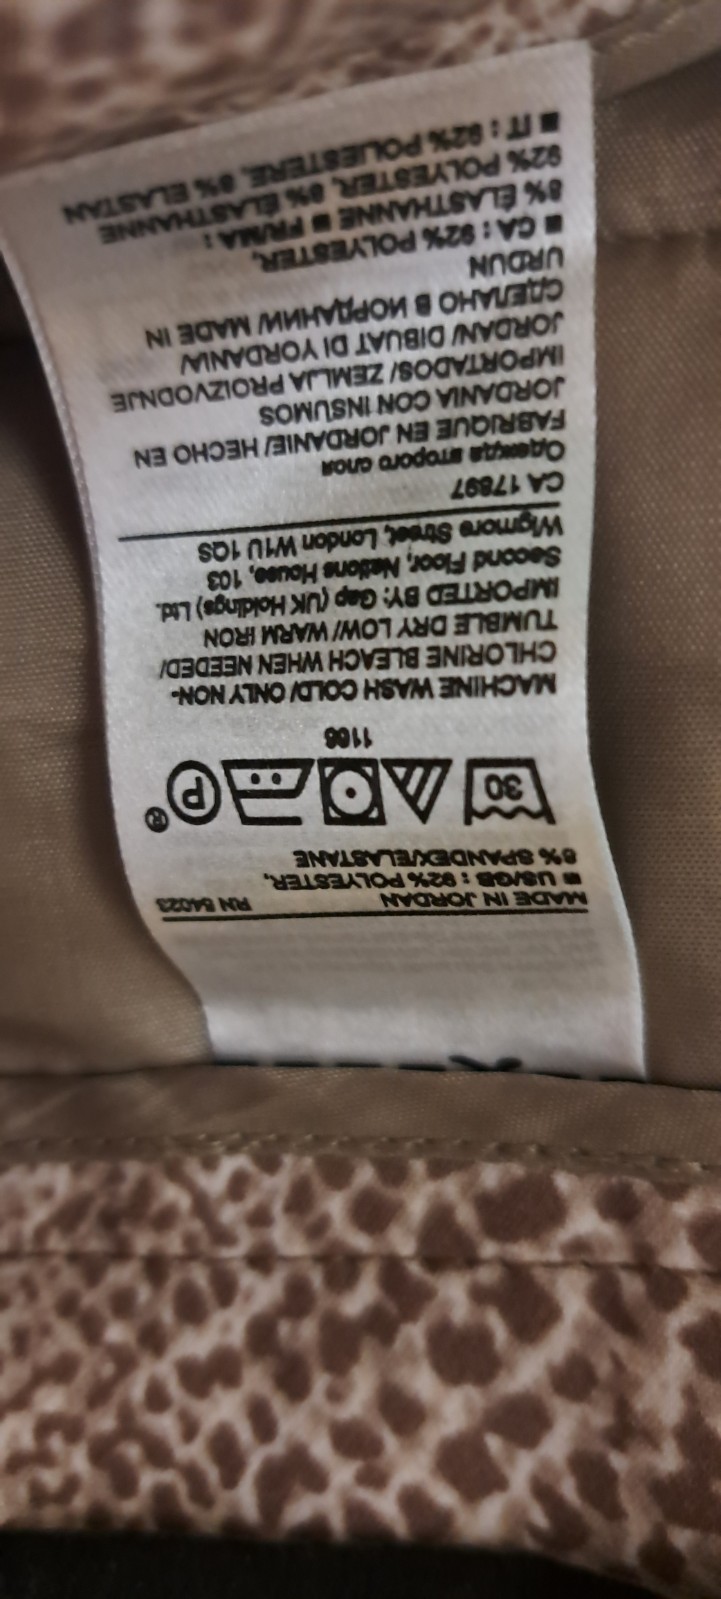 MADE IN JORDAN RN 54023
■ US/GB : 92% POLYESTER,
8% SPANDEX/ELASTANE
30 P ®
1166
MACHINE WASH COLD/ ONLY NON-
CHLORINE BLEACH WHEN NEEDED/
TUMBLE DRY LOW/ WARM IRON
IMPORTED BY: Gap (UK Holdings) Ltd.
Second Floor, Nations House, 103
Wigmore Street, London W1U 1QS
CA 17897
Одежда второго слоя
FABRIQUE EN JORDANIE/ HECHO EN
JORDANIA CON INSUMOS
IMPORTADOS/ ZEMLJA PROIZVODNJE
JORDAN/ DIBUAT DI YORDANIA/
СДЕЛАНО В ИОРДАНИИ/ MADE IN
URDUN
■ CA : 92% POLYESTER,
8% ÉLASTHANNE ■ FR/MA :
92% POLYESTER, 8% ÉLASTHANNE
■ IT : 92% POLIESTERE, 8% ELASTAN